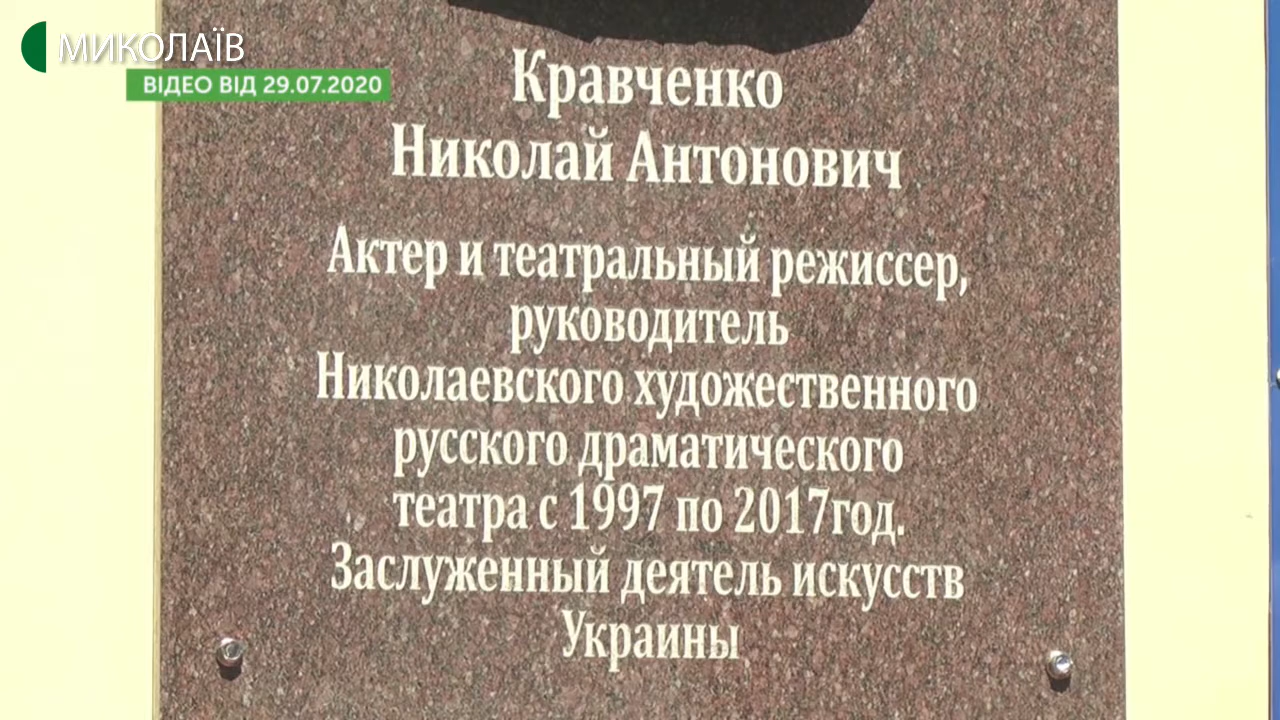 МИКОЛАЇВ
ВІДЕО ВІД 29.07.2020
Кравченко
Николай Антонович
Актер и театральный режиссер,
руководитель
Николаевского художественного
русского драматического
театра с 1997 по 2017год.
Заслуженный деятель искусств
Украины